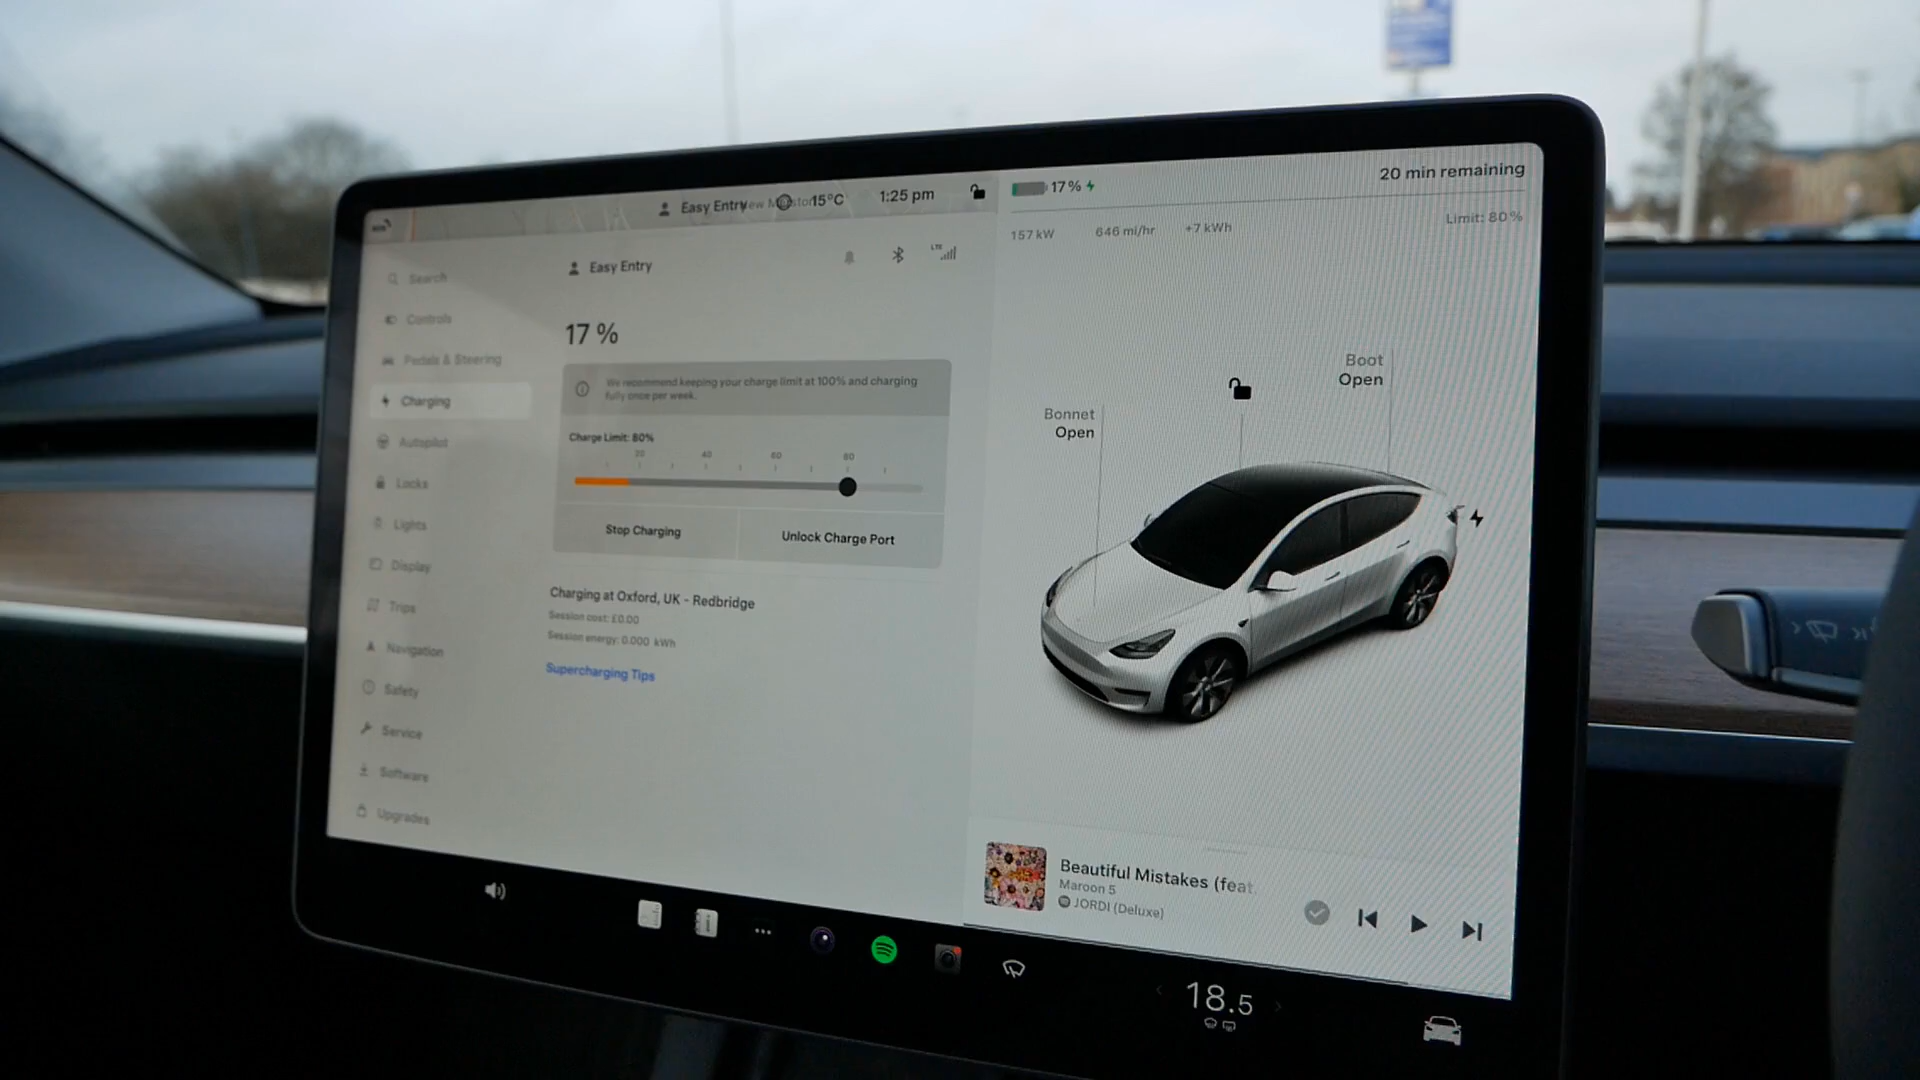 Easy Entry
15°C
1:25 pm
17 %
20 min remaining
157 kW
646 mi/hr
+7 kWh
Limit: 80 %
Search
Controls
Pedals & Steering
Charging
Autopilot
Locks
Lights
Display
Trips
Navigation
Safety
Service
Software
Upgrades
Easy Entry
LTE
17 %
We recommend keeping your charge limit at 100% and charging
fully once per week.
Charge Limit: 80%
20 40 60 80
Stop Charging
Unlock Charge Port
Charging at Oxford, UK - Redbridge
Session cost: £0.00
Session energy: 0.000 kWh
Supercharging Tips
Boot
Open
Bonnet
Open
Beautiful Mistakes (feat.
Maroon 5
JORDI (Deluxe)
18.5